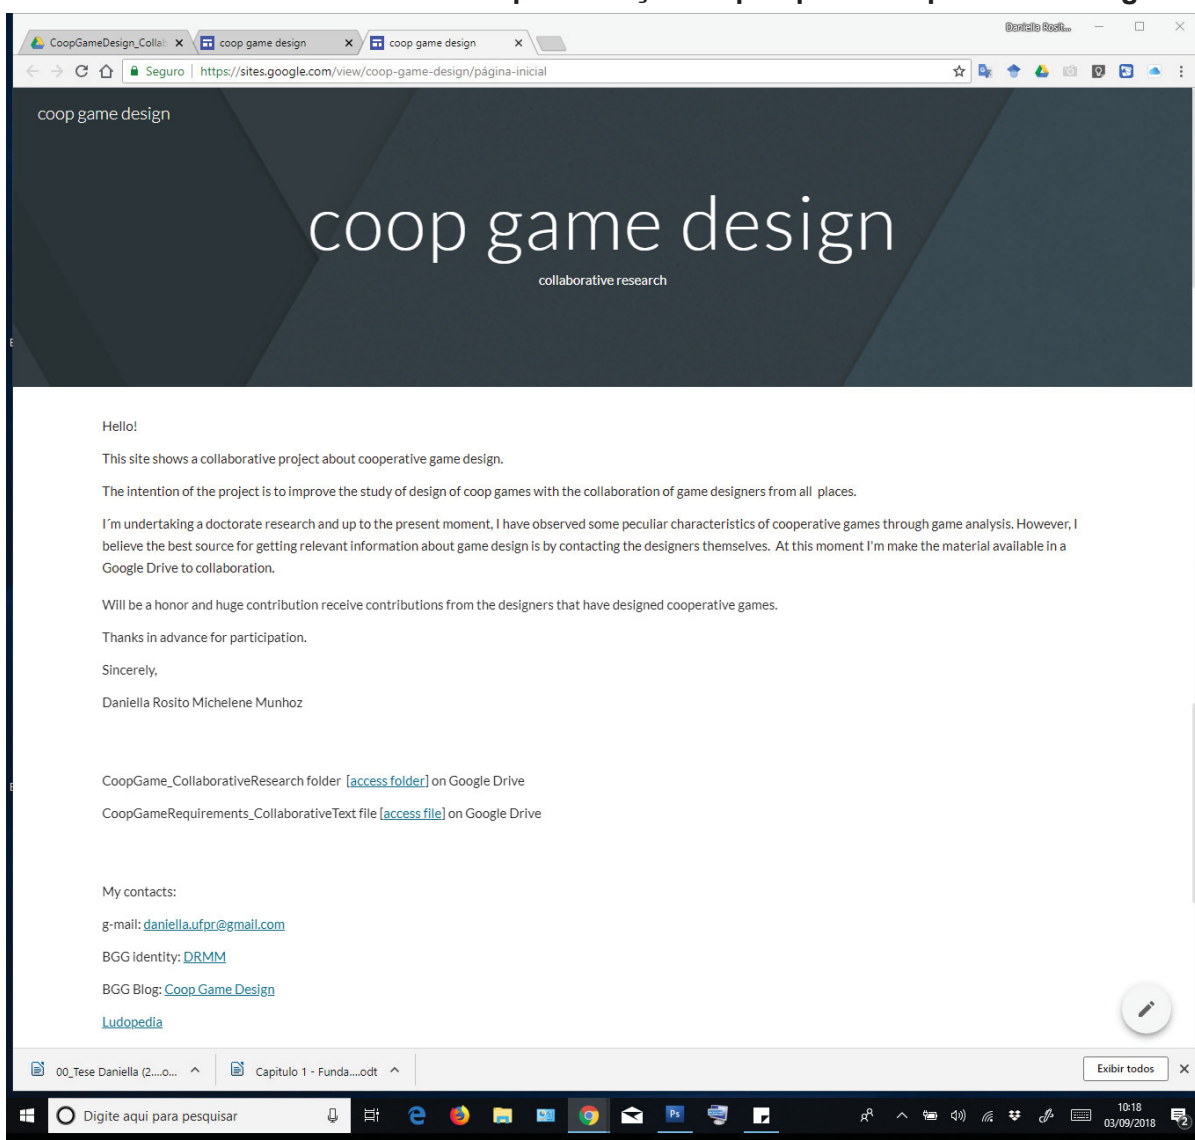 Daniella Rosit...
CoopGameDesign_Collab
coop game design
coop game design
Seguro
https://sites.google.com/view/coop-game-design/página-inicial
coop game design
coop game design
collaborative research
Hello!
This site shows a collaborative project about cooperative game design.
The intention of the project is to improve the study of design of coop games with the collaboration of game designers from all places.
I´m undertaking a doctorate research and up to the present moment, I have observed some peculiar characteristics of cooperative games through game analysis. However, I
believe the best source for getting relevant information about game design is by contacting the designers themselves. At this moment I'm make the material available in a
Google Drive to collaboration.
Will be a honor and huge contribution receive contributions from the designers that have designed cooperative games.
Thanks in advance for participation.
Sincerely,
Daniella Rosito Michelene Munhoz
CoopGame_CollaborativeResearch folder [access folder] on Google Drive
CoopGameRequirements_CollaborativeText file [access file] on Google Drive
My contacts:
g-mail: daniella.ufpr@gmail.com
BGG identity: DRMM
BGG Blog: Coop Game Design
Ludopedia
00_Tese Daniella (2....o...
Capitulo 1 - Funda....odt
Exibir todos
Digite aqui para pesquisar
Ps
10:18
03/09/2018
2